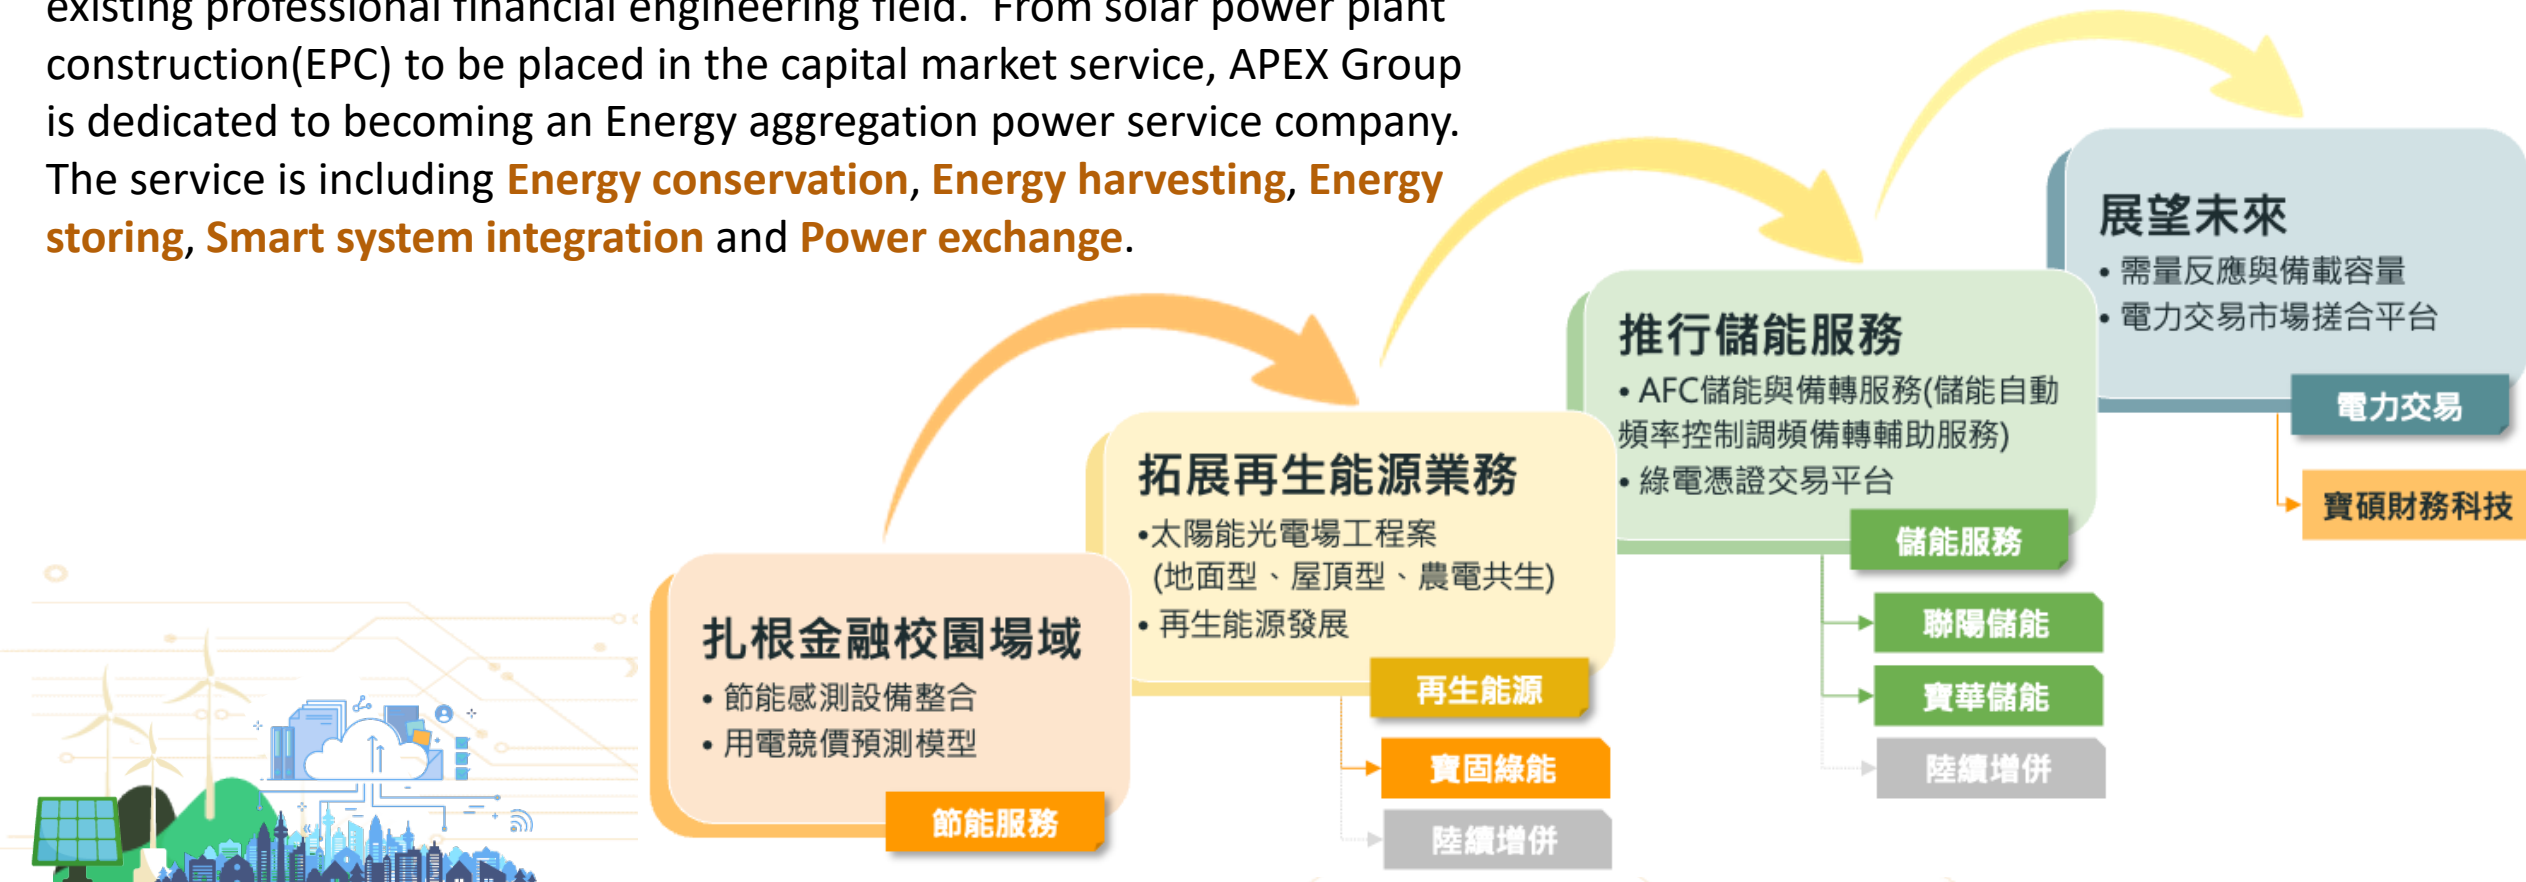 existing professional financial engineering field.  From solar power plant
construction(EPC) to be placed in the capital market service, APEX Group
is dedicated to becoming an Energy aggregation power service company.
The service is including Energy conservation, Energy harvesting, Energy
storing, Smart system integration and Power exchange.
扎根金融校園場域
• 節能感測設備整合
• 用電競價預測模型
節能服務
拓展再生能源業務
•太陽能光電場工程案
(地面型、屋頂型、農電共生)
• 再生能源發展
再生能源
寶固綠能
陸續增併
推行儲能服務
• AFC儲能與備轉服務(儲能自動
頻率控制調頻備轉輔助服務)
• 綠電憑證交易平台
儲能服務
聯陽儲能
寶華儲能
陸續增併
展望未來
• 需量反應與備載容量
• 電力交易市場搓合平台
電力交易
寶碩財務科技